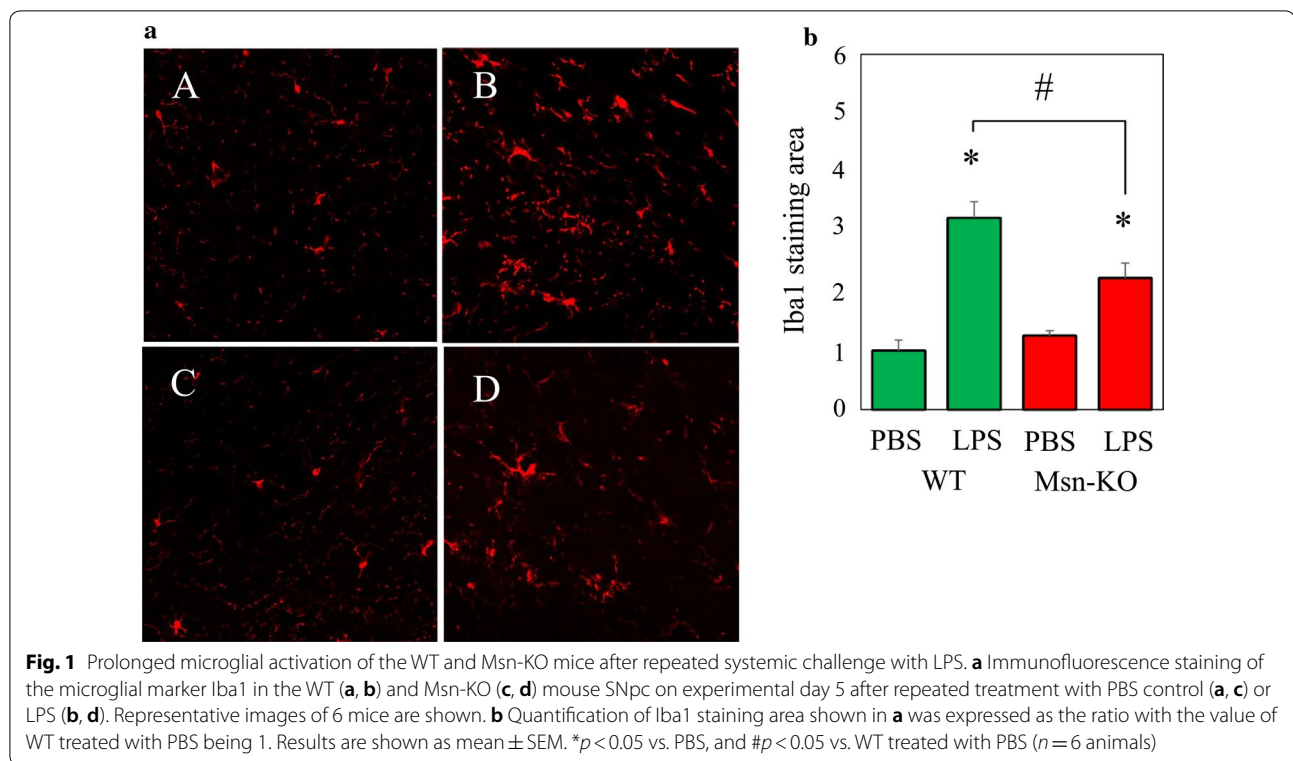 a
A
B
C
D
b
Iba1 staining area
6
5
4
3
2
1
0
#
*
*
PBS LPS PBS LPS
WT Msn-KO
Fig. 1 Prolonged microglial activation of the WT and Msn-KO mice after repeated systemic challenge with LPS. a Immunofluorescence staining of
the microglial marker Iba1 in the WT (a, b) and Msn-KO (c, d) mouse SNpc on experimental day 5 after repeated treatment with PBS control (a, c) or
LPS (b, d). Representative images of 6 mice are shown. b Quantification of Iba1 staining area shown in a was expressed as the ratio with the value of
WT treated with PBS being 1. Results are shown as mean ± SEM. *p < 0.05 vs. PBS, and #p < 0.05 vs. WT treated with PBS (n = 6 animals)